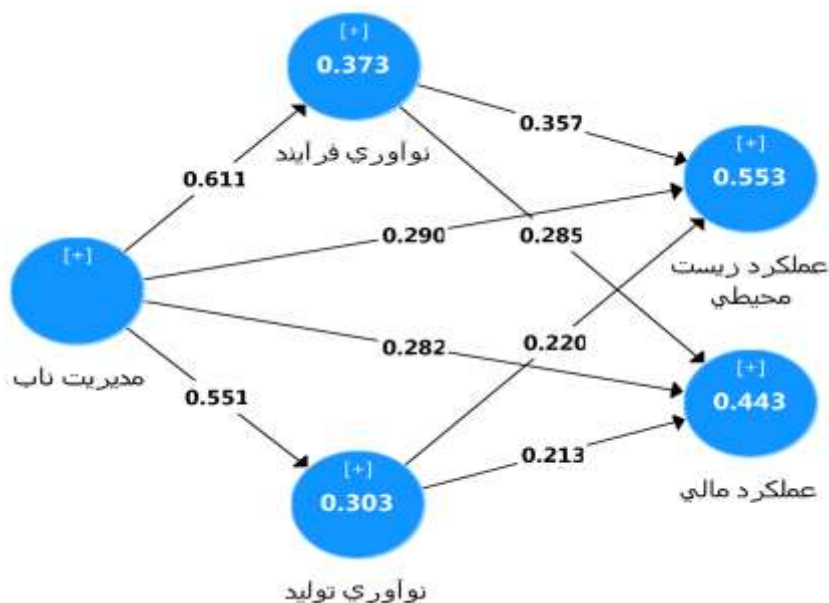 [+]
0.373
نوآوري فرآيند
0.357
[+]
0.553
عملكرد زيست
محيطي
0.611
0.290
0.285
[+]
مديريت ناب
0.282
0.220
[+]
0.443
عملكرد مالي
0.551
0.213
[+]
0.303
نوآوري توليد